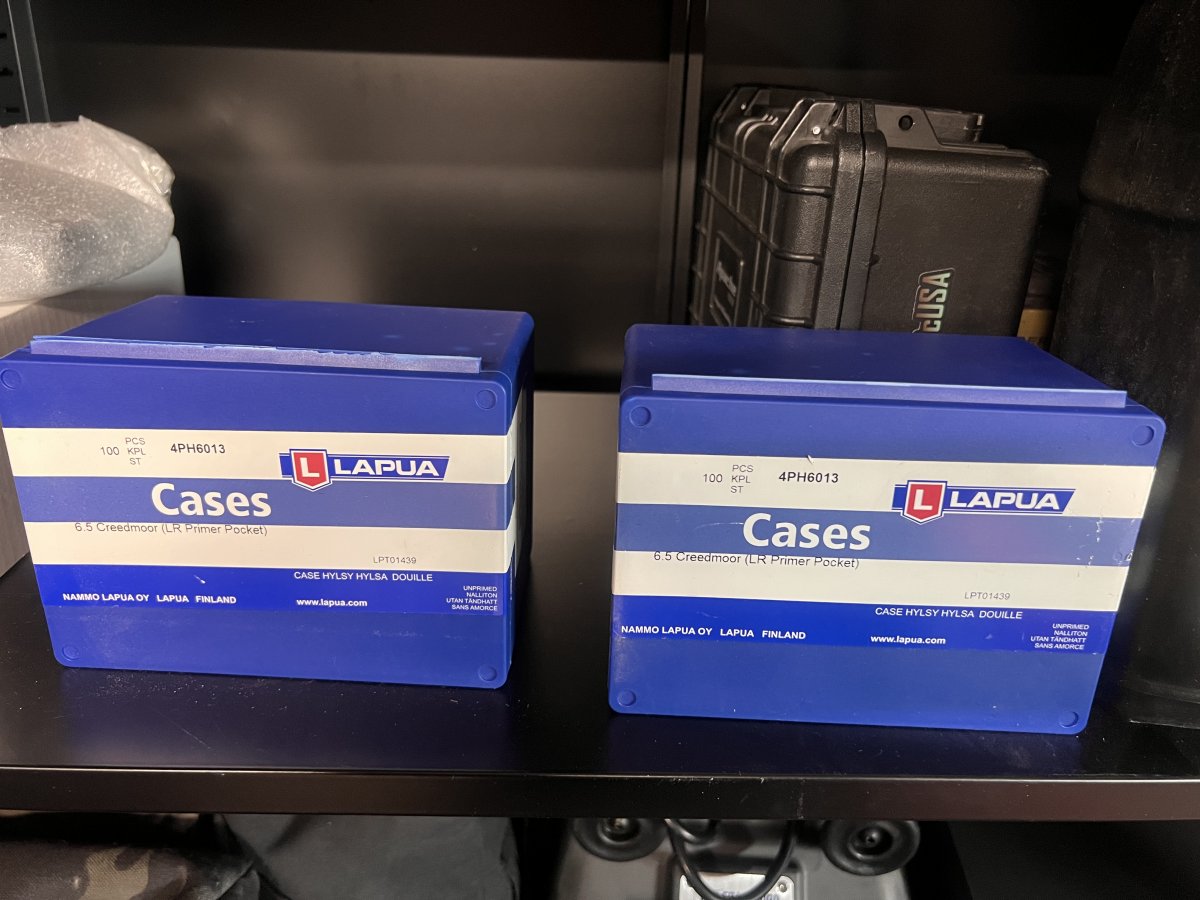 cUSA
100 PCS KPL ST 4PH6013
L LAPUA
Cases
6.5 Creedmoor (LR Primer Pocket)
LPT01439
CASE HYLSY HYLSA DOUILLE
NAMMO LAPUA OY LAPUA FINLAND
www.lapua.com
UNPRIMED
NALLITON
UTAN TÄNDHATT
SANS AMORCE
100 PCS KPL ST 4PH6013
L LAPUA
Cases
6.5 Creedmoor (LR Primer Pocket)
LPT01439
CASE HYLSY HYLSA DOUILLE
NAMMO LAPUA OY LAPUA FINLAND
www.lapua.com
UNPRIMED
NALLITON
UTAN TÄNDHATT
SANS AMORCE